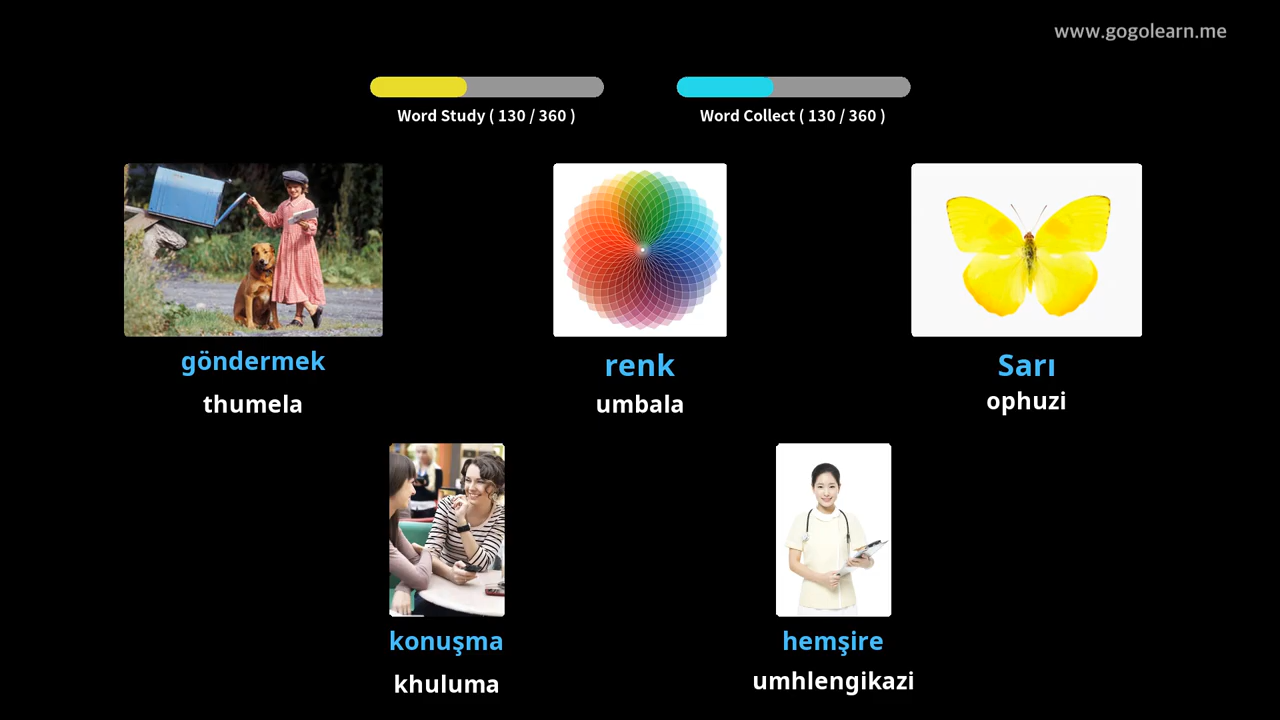 www.gogolearn.me
Word Study ( 130 / 360 )
Word Collect ( 130 / 360 )
göndermek
thumela
renk
umbala
Sarı
ophuzi
konuşma
khuluma
hemşire
umhlengikazi